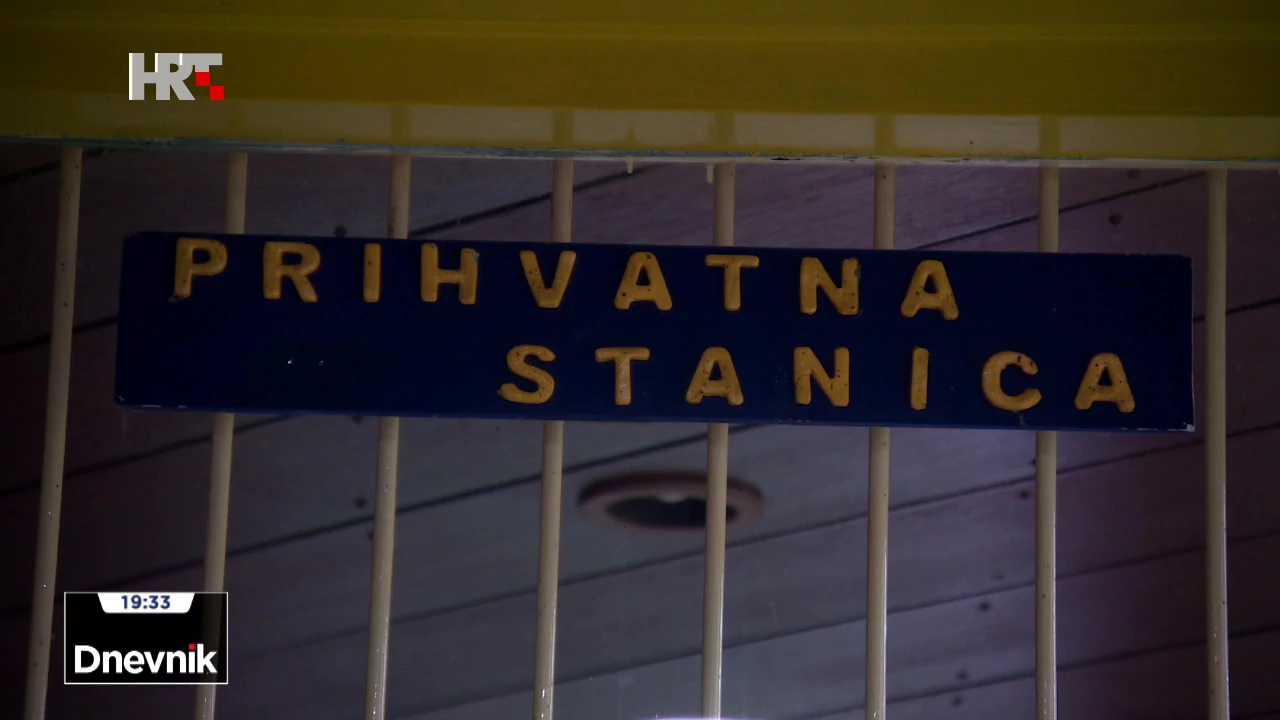 HRT
PRIHVATNA
STANICA
19:33
Dnevnik